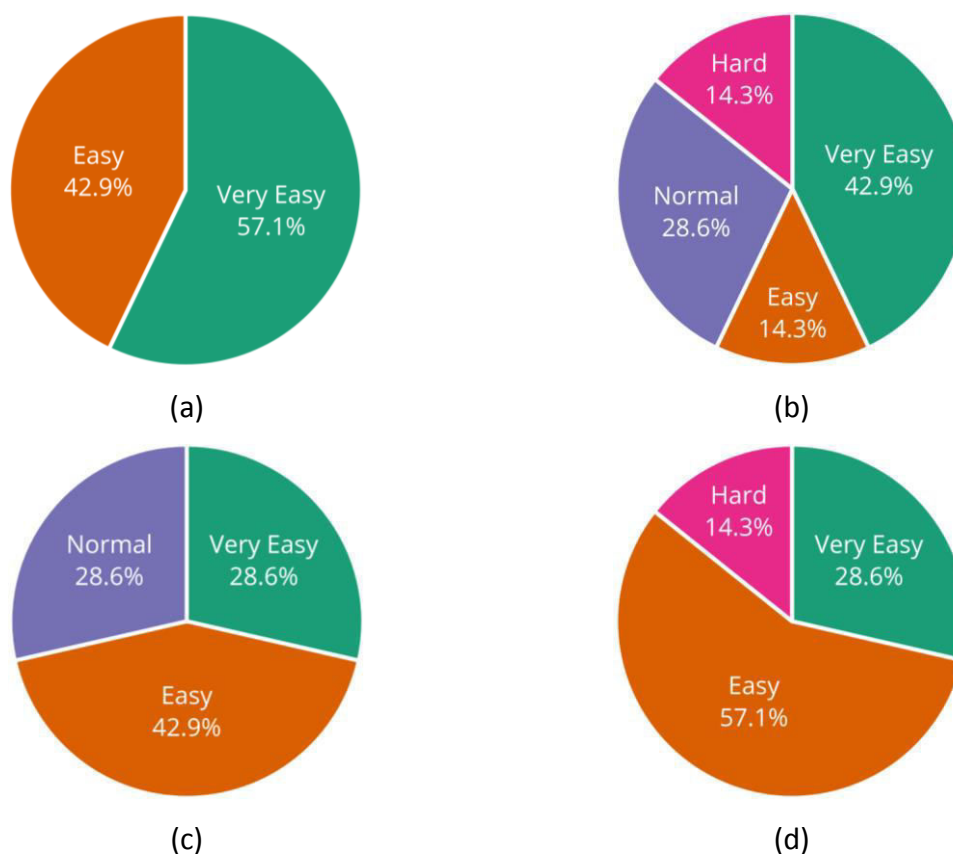 Easy
42.9%
Very Easy
57.1%
(a)
Hard
14.3%
Very Easy
42.9%
Normal
28.6%
Easy
14.3%
(b)
Normal
28.6%
Very Easy
28.6%
Easy
42.9%
(c)
Hard
14.3%
Very Easy
28.6%
Easy
57.1%
(d)